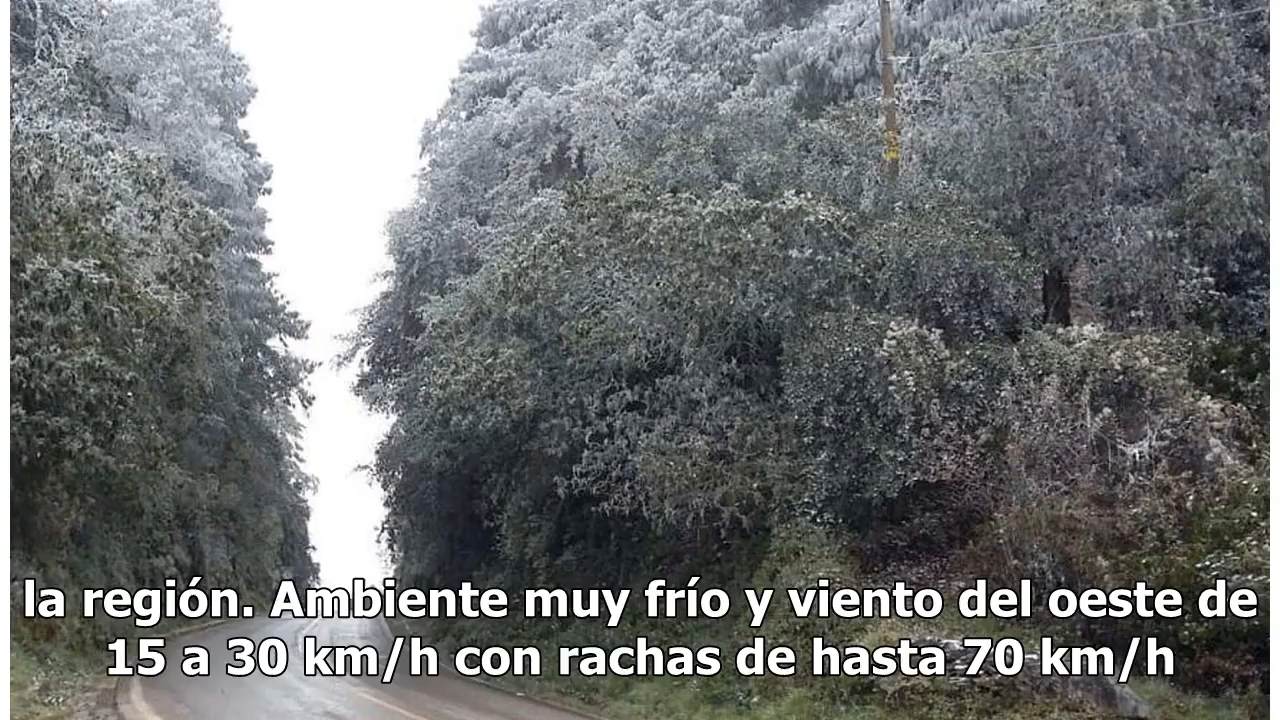 la región. Ambiente muy frío y viento del oeste de
15 a 30 km/h con rachas de hasta 70 km/h